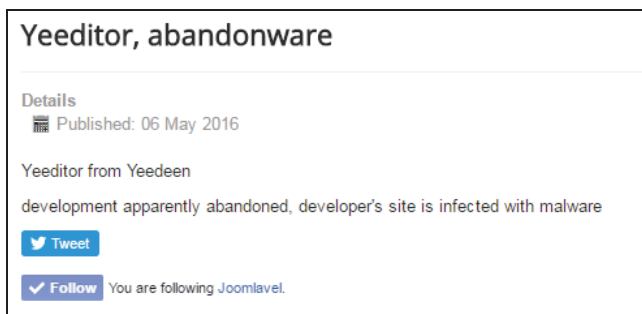 Yeeditor, abandonware
Details
Published: 06 May 2016
Yeeditor from Yeedeen
development apparently abandoned, developer's site is infected with malware
Tweet
Follow You are following Joomlavel.